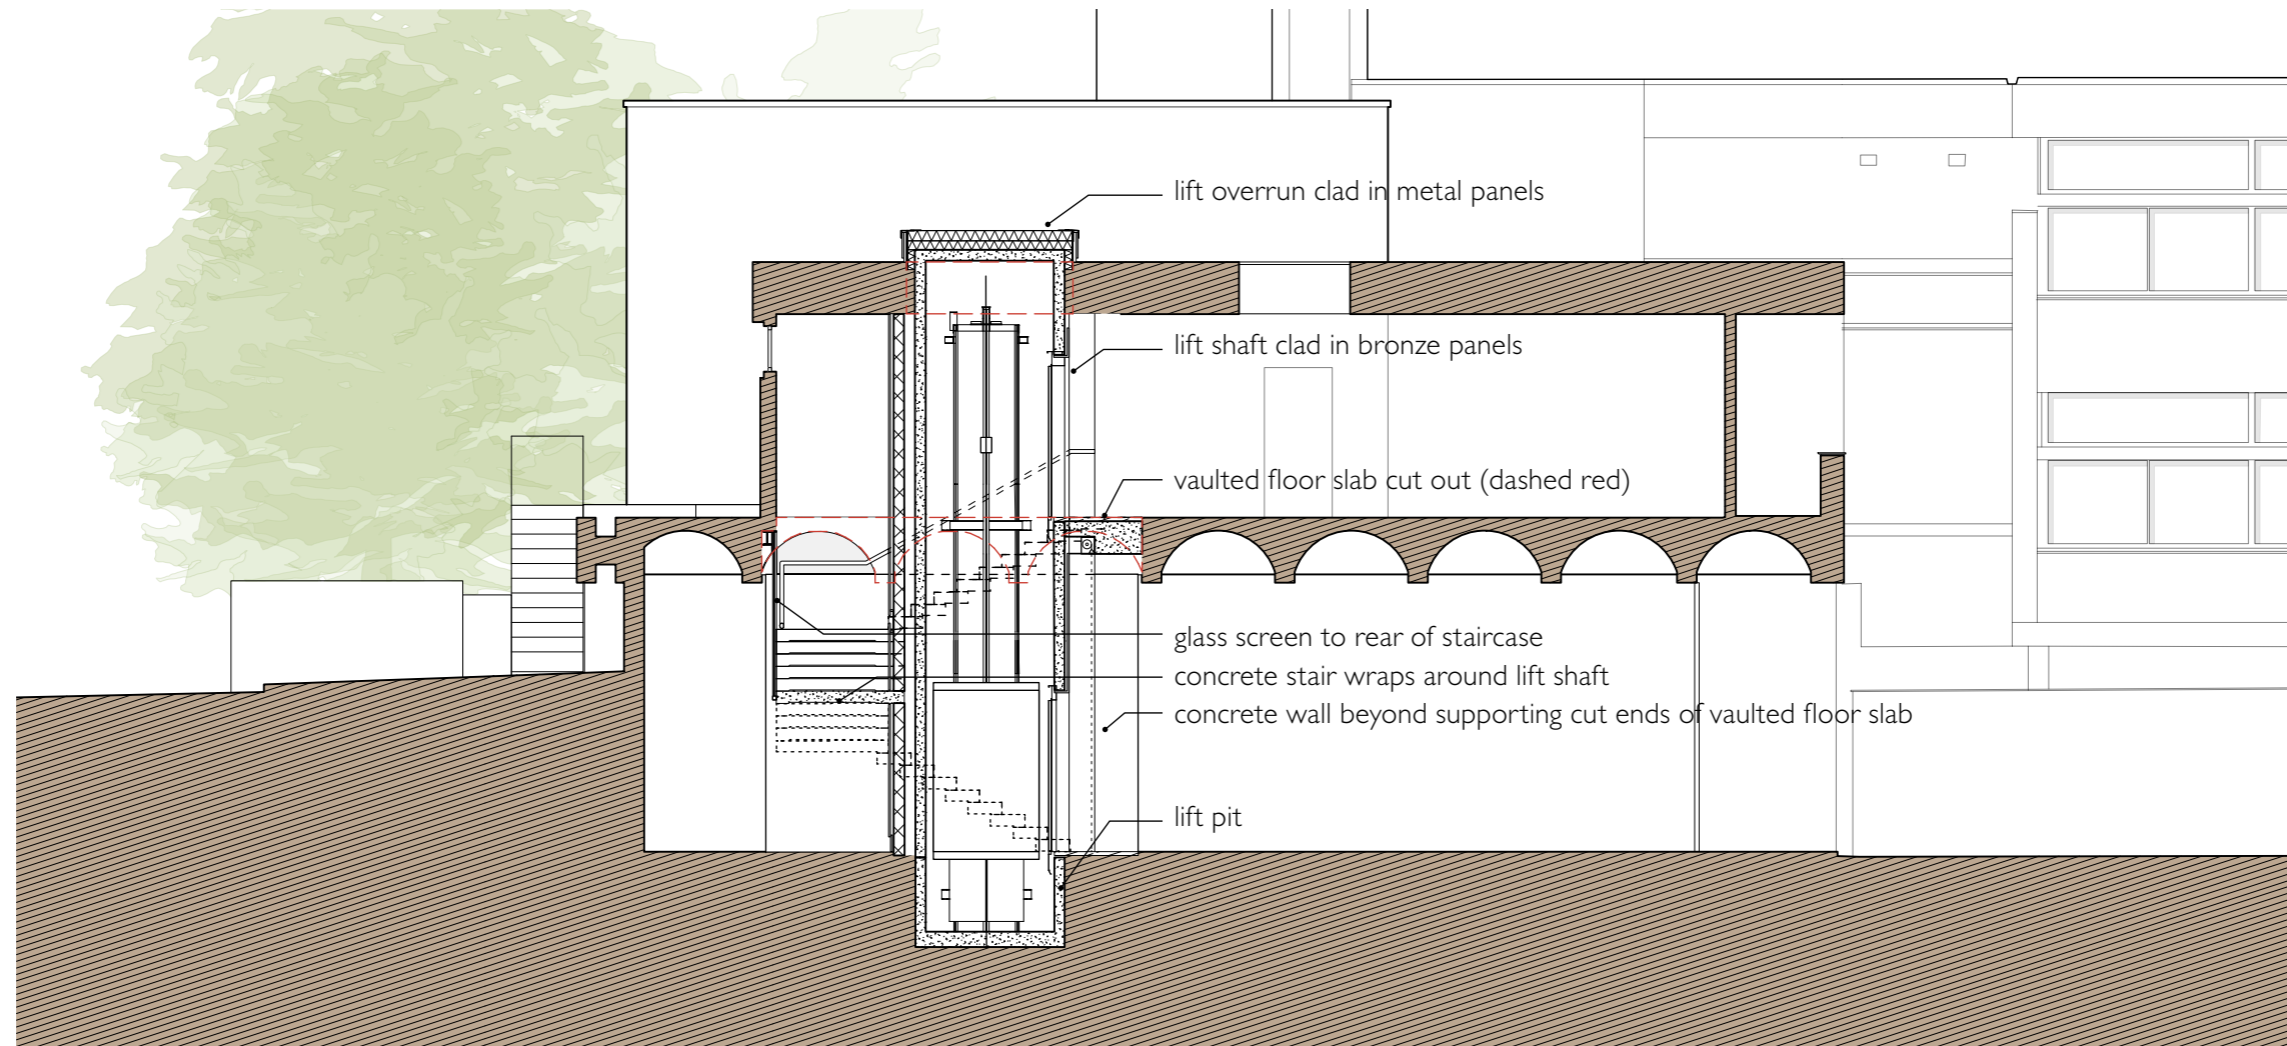 lift overrun clad in metal panels
lift shaft clad in bronze panels
vaulted floor slab cut out (dashed red)
glass screen to rear of staircase
concrete stair wraps around lift shaft
concrete wall beyond supporting cut ends of vaulted floor slab
lift pit